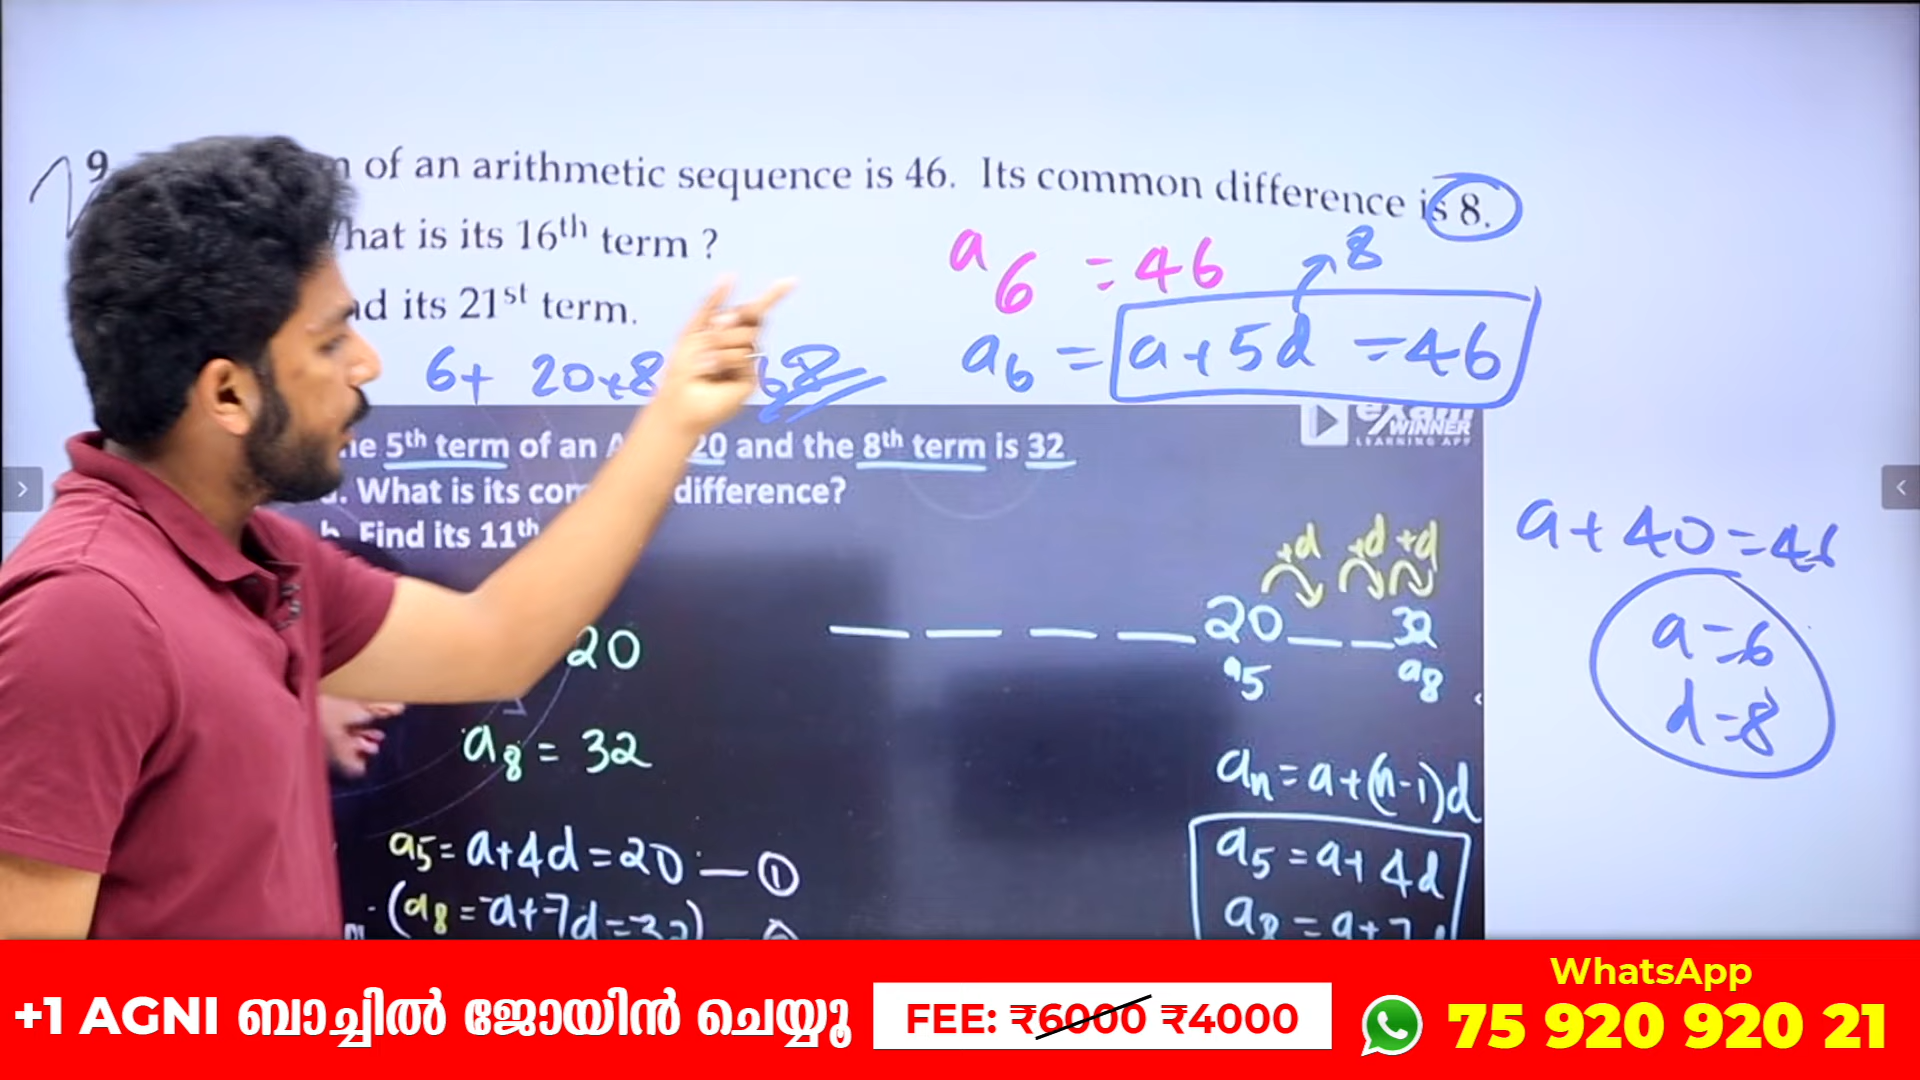 9
of an arithmetic sequence is 46. Its common difference is 8.
hat is its 16th term ?
d its 21st term.
a6 = 46
8
a6 = a+5d = 46
6+ 20×8 68
exam WINNER
LEARNING APP
5th term of an 20 and the 8th term is 32
What is its difference?
b. Find its 11th
+d +d +d
20 32
a5 a8
20
a8 = 32
a+40=46
a=6
d=8
an=a+(n-1)d
a5=a+4d=20 — ①
a5=a+4d
(a8=-a+7d=32)
a8=a+7
+1 AGNI ബാച്ചിൽ ജോയിൻ ചെയ്യൂ
FEE: ₹6000 ₹4000
WhatsApp
75 920 920 21